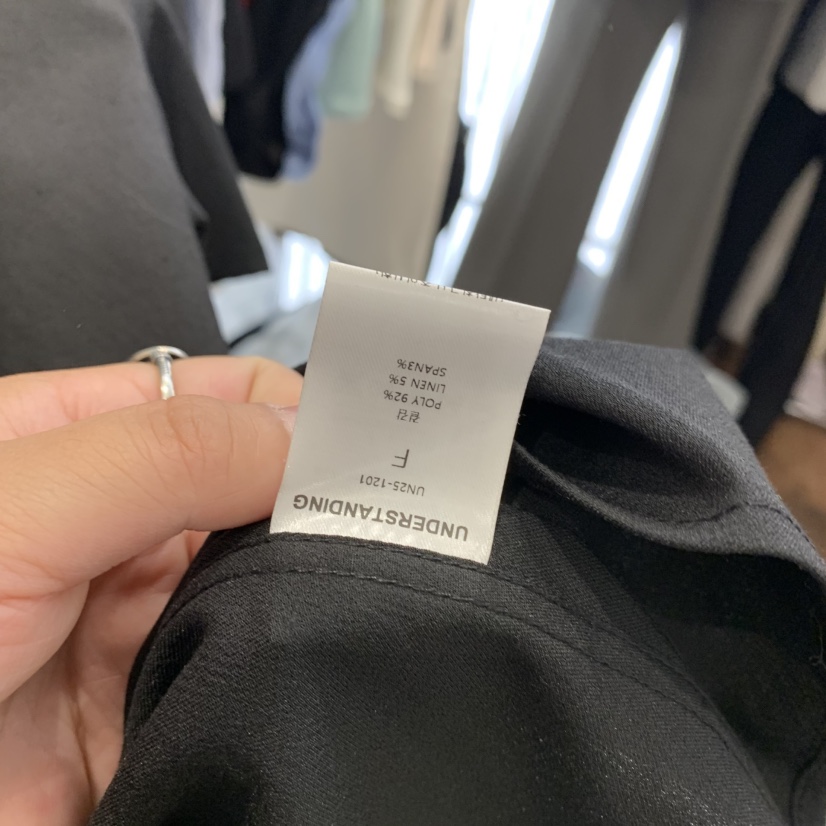 UNDERSTANDING
UN25-1201
F
겉감
POLY 92%
LINEN 5%
SPAN3%